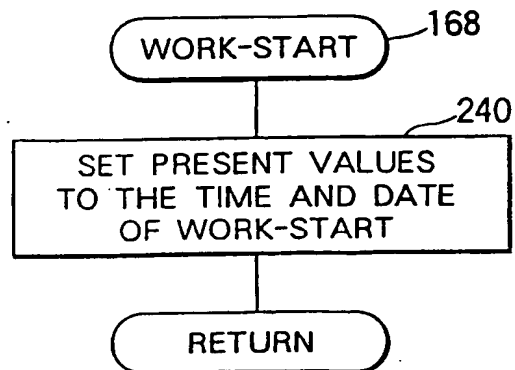 WORK-START
168
240
SET PRESENT VALUES
TO THE TIME AND DATE
OF WORK-START
RETURN